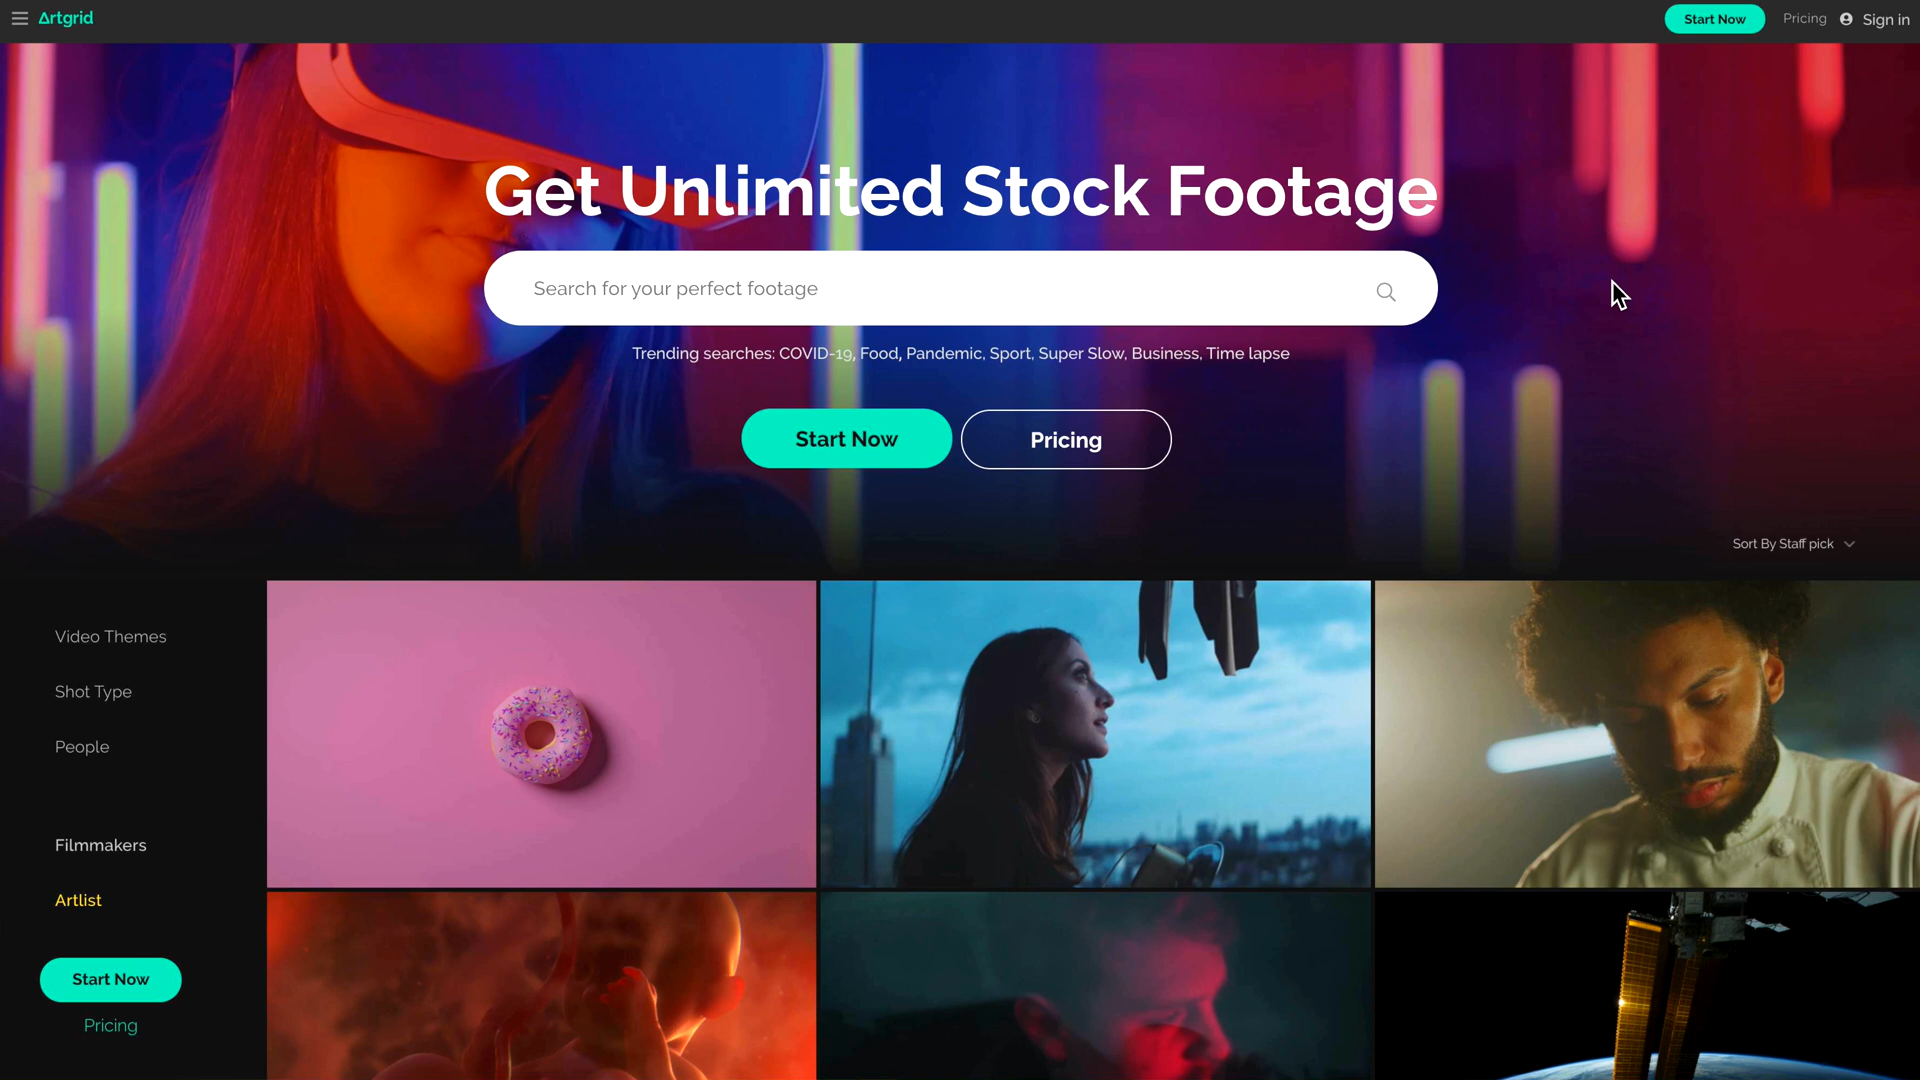 Artgrid
Start Now
Pricing
Sign in
Get Unlimited Stock Footage
Search for your perfect footage
Trending searches: COVID-19, Food, Pandemic, Sport, Super Slow, Business, Time lapse
Start Now
Pricing
Sort By Staff pick
Video Themes
Shot Type
People
Filmmakers
Artlist
Start Now
Pricing